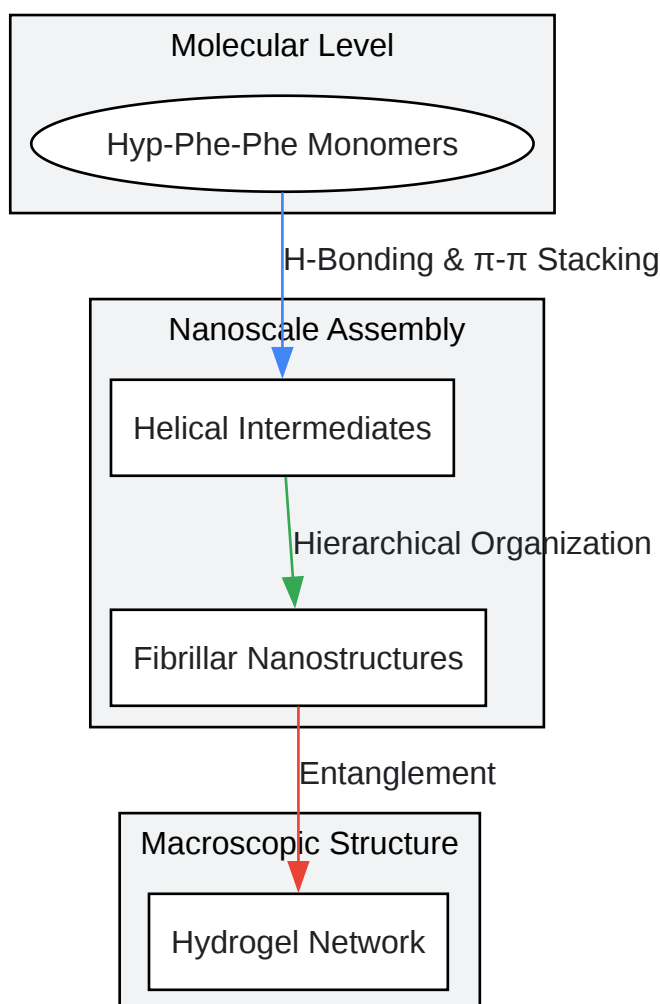 Molecular Level
Hyp-Phe-Phe Monomers
H-Bonding & π-π Stacking
Nanoscale Assembly
Helical Intermediates
Hierarchical Organization
Fibrillar Nanostructures
Entanglement
Macroscopic Structure
Hydrogel Network